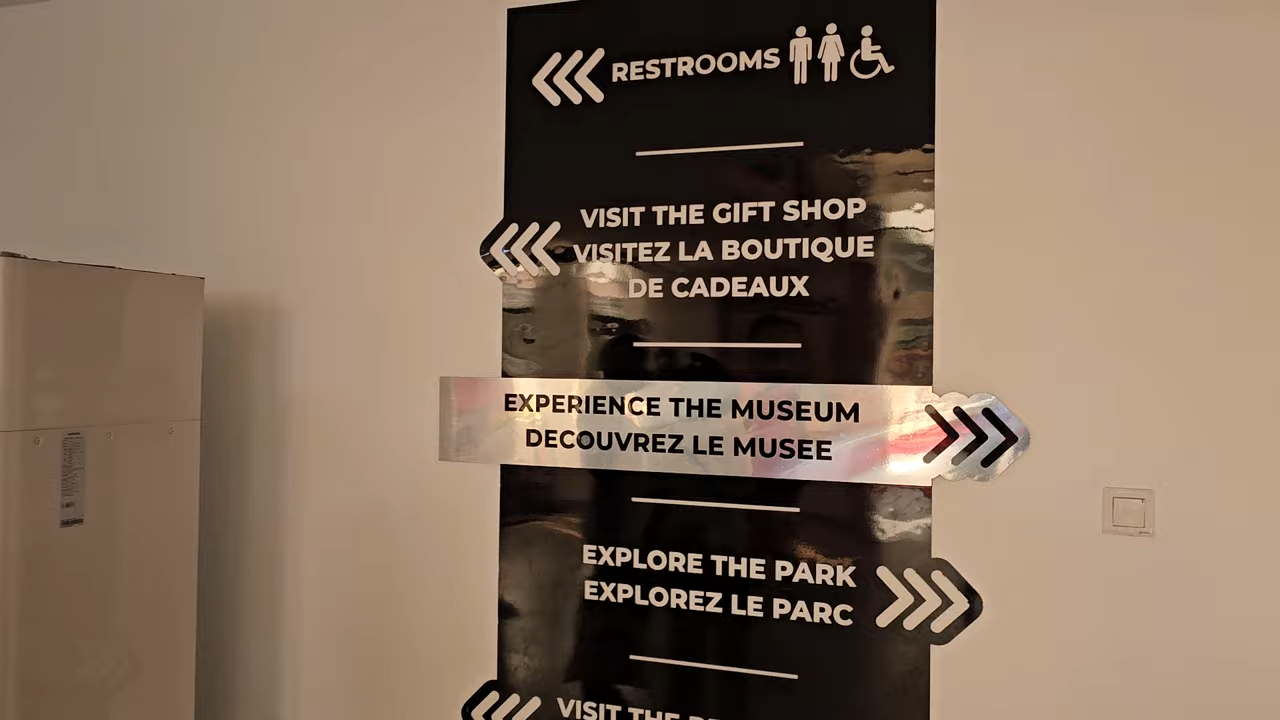 RESTROOMS
VISIT THE GIFT SHOP
VISITEZ LA BOUTIQUE
DE CADEAUX
EXPERIENCE THE MUSEUM
DECOUVREZ LE MUSEE
EXPLORE THE PARK
EXPLOREZ LE PARC
VISIT THE